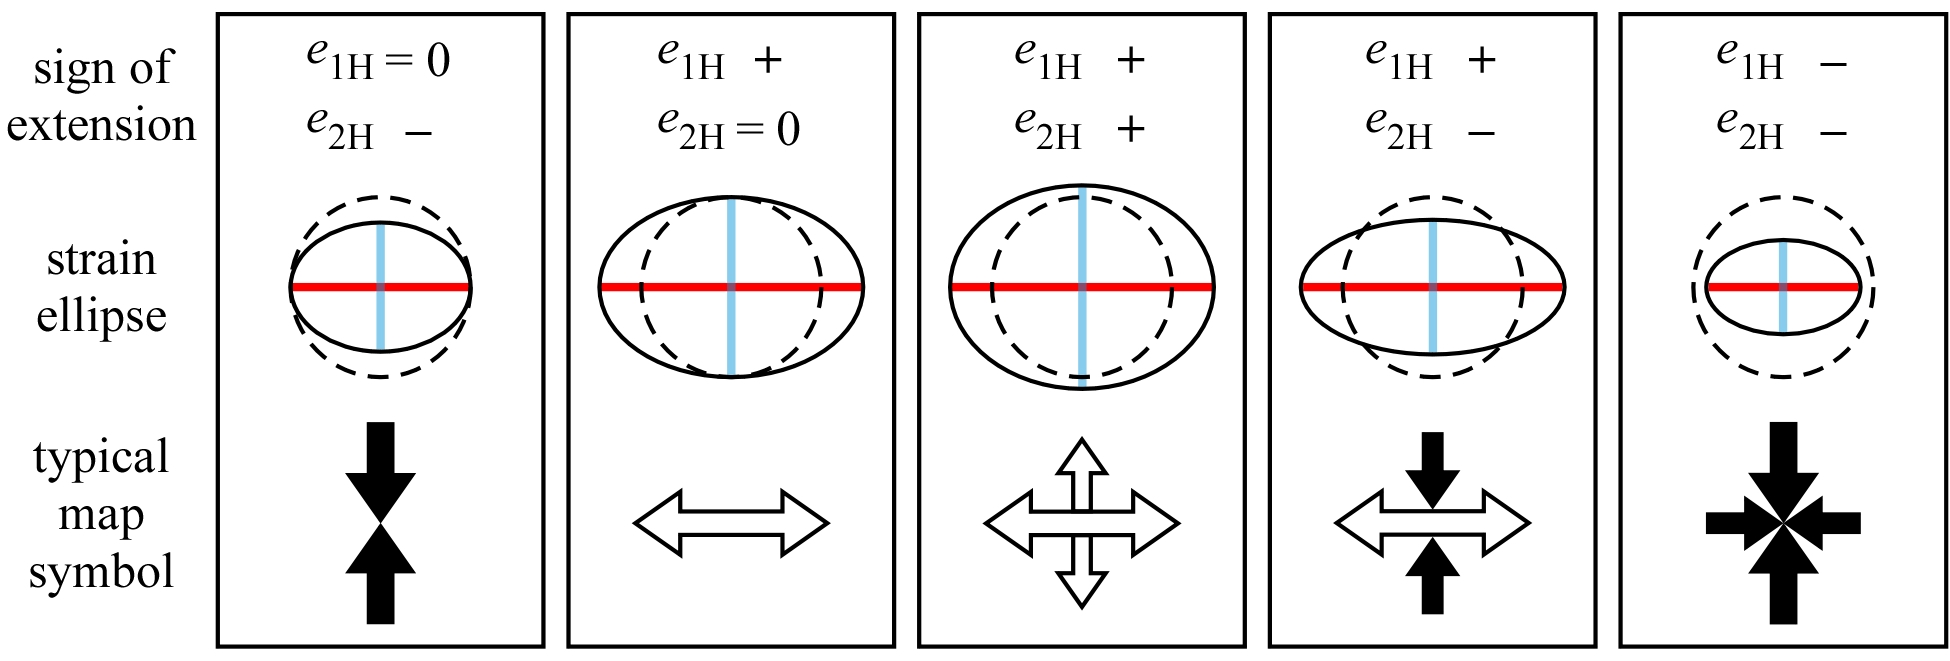 sign of
extension
e1H = 0
e2H −
e1H +
e2H = 0
e1H +
e2H +
e1H +
e2H −
e1H −
e2H −
strain
ellipse
typical
map
symbol